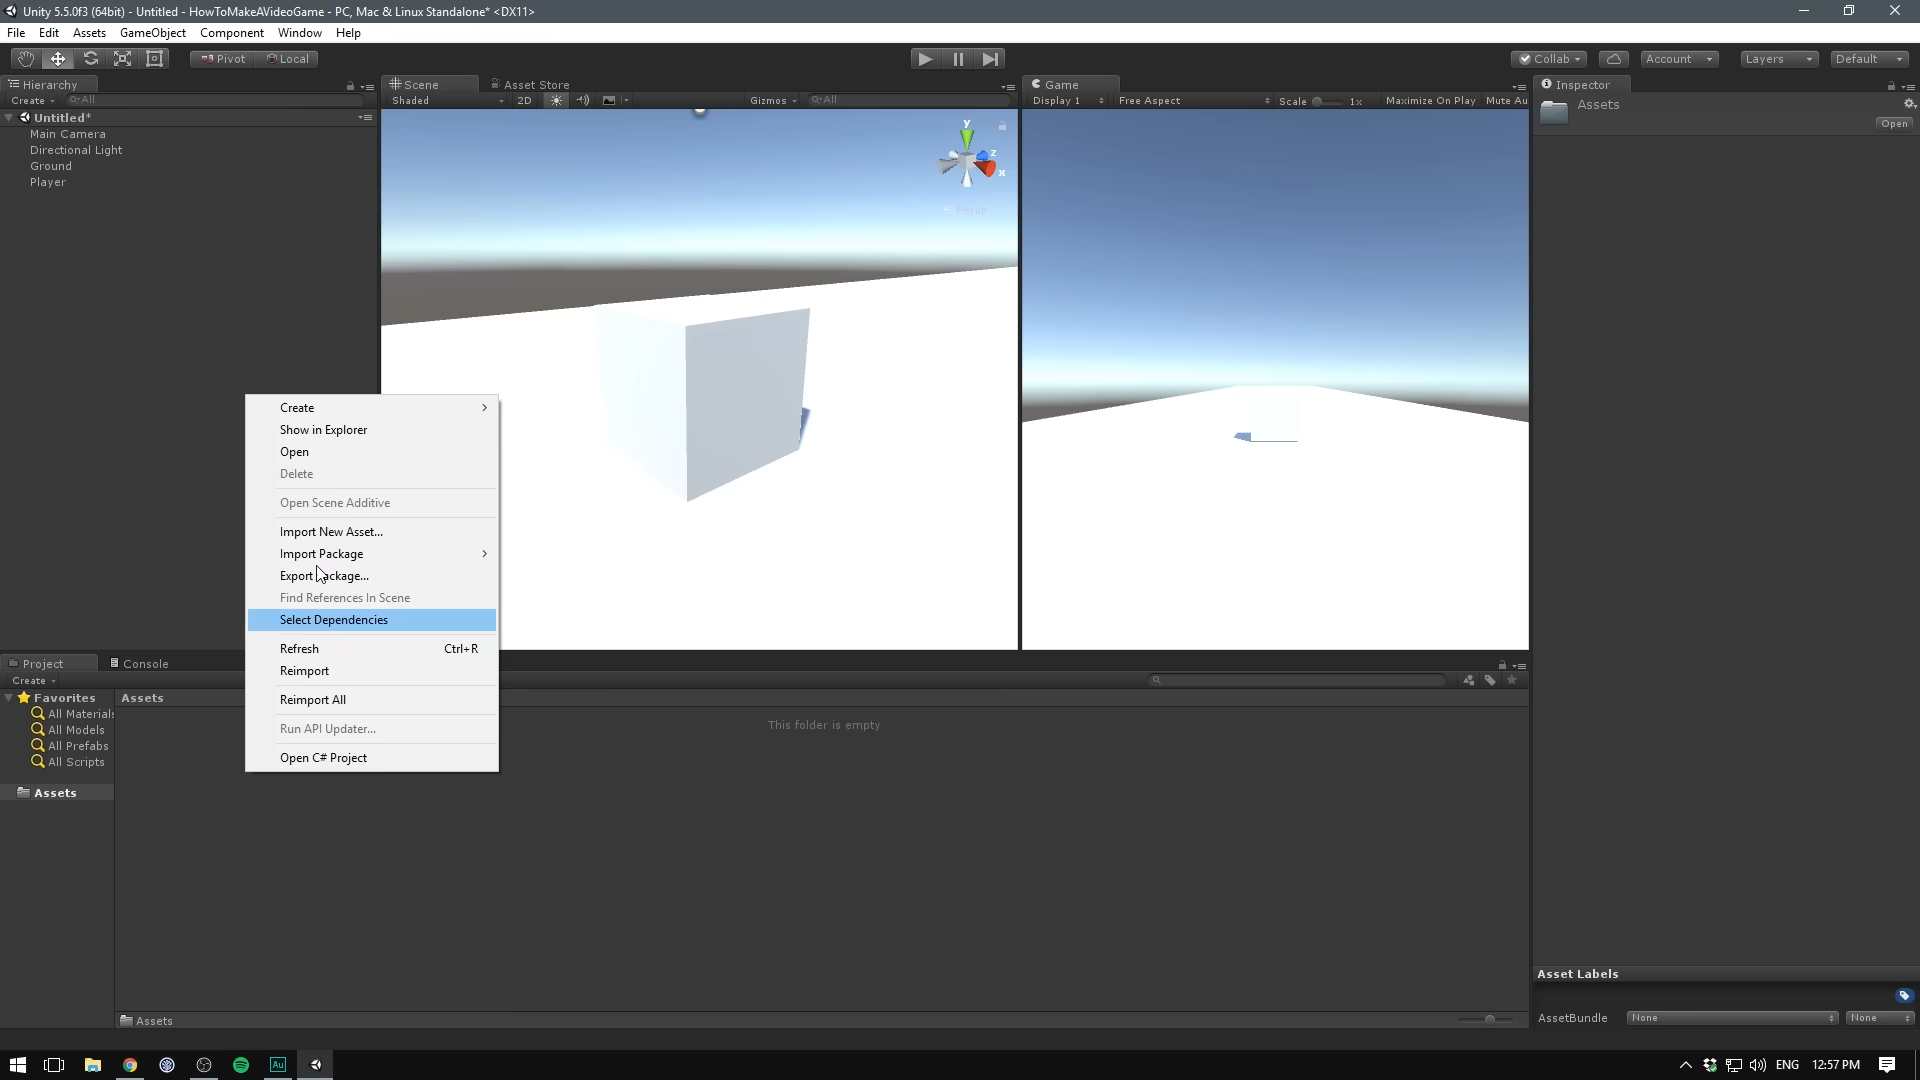 Unity 5.5.0f3 (64bit) - Untitled - HowToMakeAVideoGame - PC, Mac & Linux Standalone* <DX11>
File Edit Assets GameObject Component Window Help
Pivot Local Collab Account Layers Default
Hierarchy Scene Asset Store Game Inspector
Create All Shaded 2D Gizmos All Display 1 Free Aspect Scale 1x Maximize On Play Mute Au
Assets
Open
Untitled*
Main Camera
Directional Light
Ground
Player
y
z
x
Persp
Create
Show in Explorer
Open
Delete
Open Scene Additive
Import New Asset...
Import Package
Export Package...
Find References In Scene
Select Dependencies
Refresh Ctrl+R
Reimport
Reimport All
Run API Updater...
Open C# Project
Project Console
Create
Favorites
All Materials
All Models
All Prefabs
All Scripts
Assets
Assets
This folder is empty
Assets
Asset Labels
AssetBundle None None
Au
ENG 12:57 PM